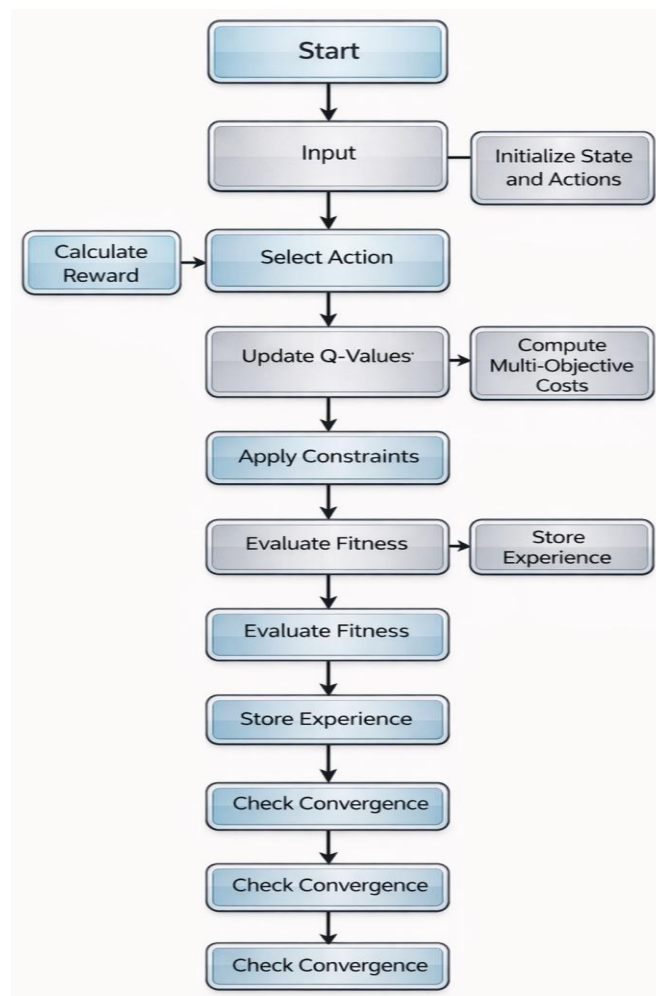 Start
Input
Initialize State
and Actions
Calculate
Reward
Select Action
Update Q-Values
Compute
Multi-Objective
Costs
Apply Constraints
Evaluate Fitness
Store
Experience
Evaluate Fitness
Store Experience
Check Convergence
Check Convergence
Check Convergence